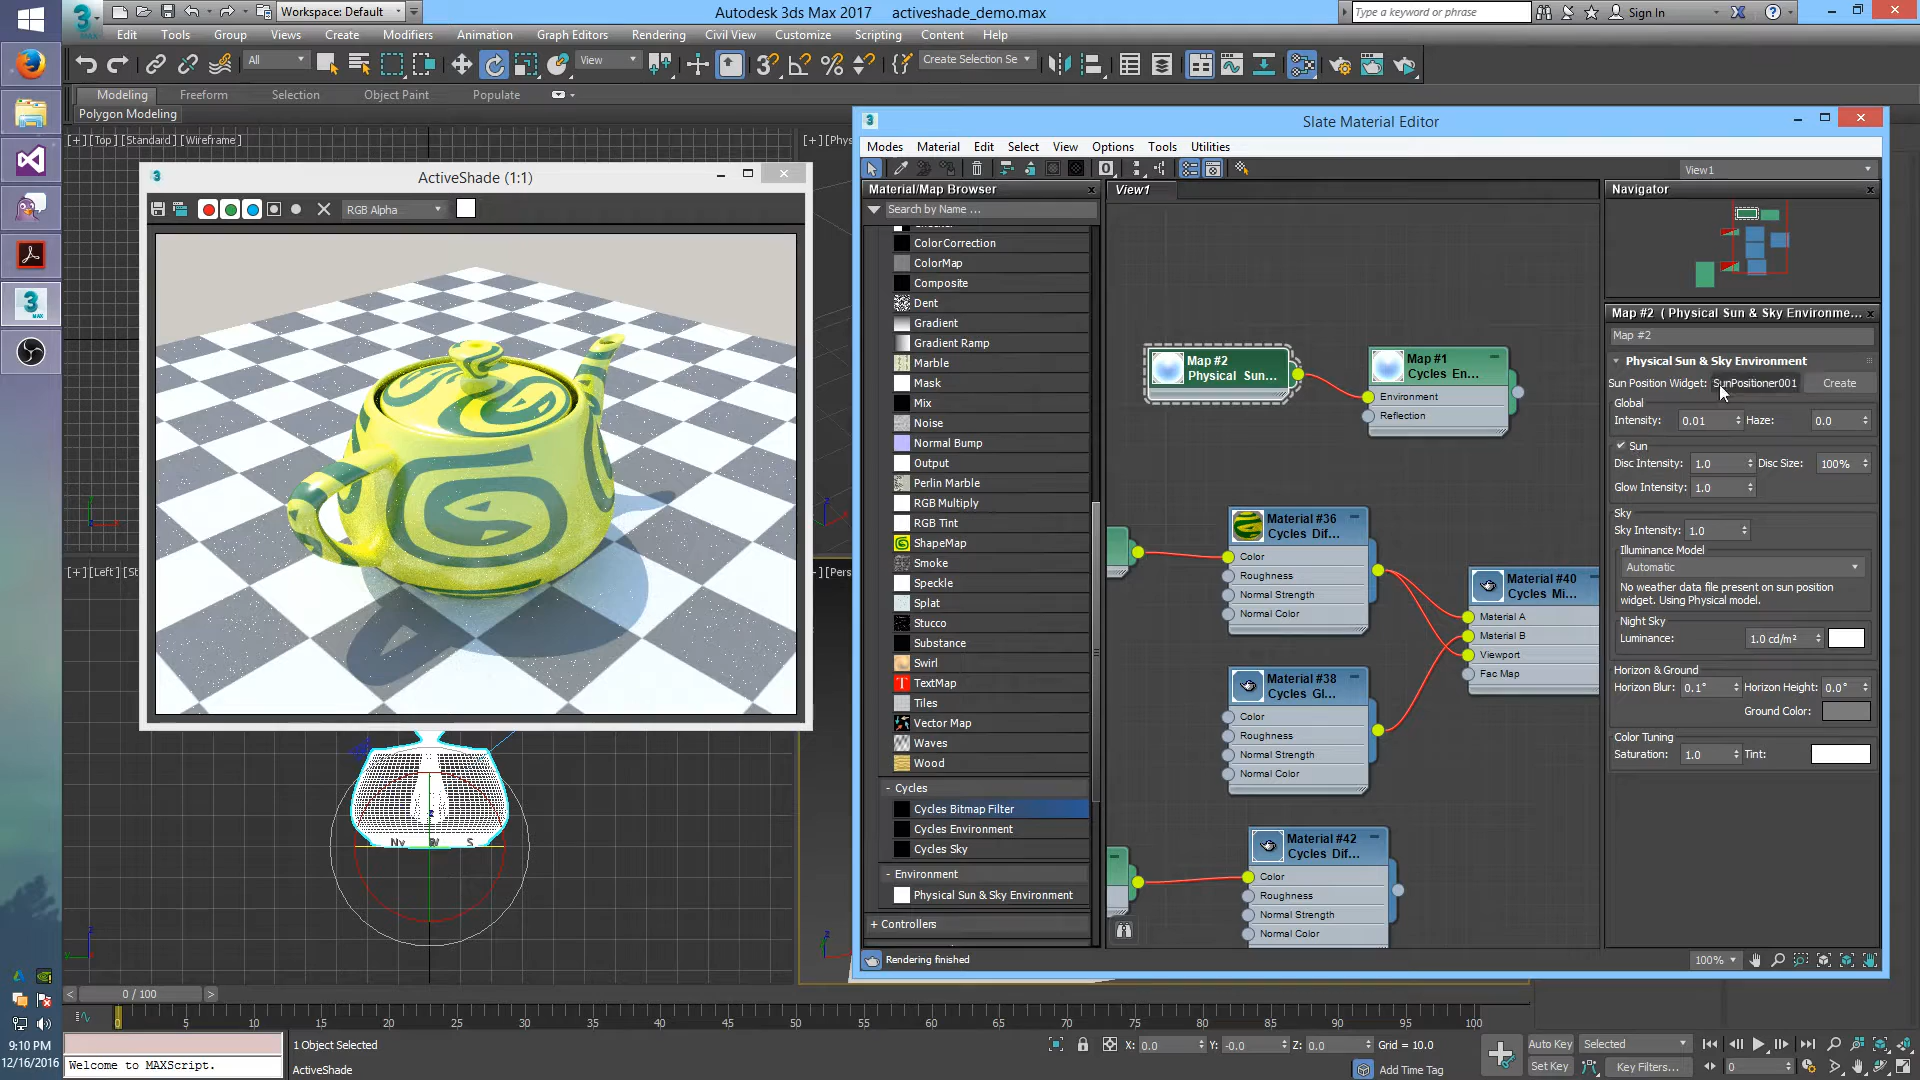 Workspace: Default
Autodesk 3ds Max 2017 activeshade_demo.max
Type a keyword or phrase
Sign In
MAX
Edit Tools Group Views Create Modifiers Animation Graph Editors Rendering Civil View Customize Scripting Content Help
All
View
Create Selection Se
Modeling Freeform Selection Object Paint Populate
Polygon Modeling
[+] [Top] [Standard] [Wireframe]
[+] [Phys
ActiveShade (1:1)
RGB Alpha
[+] [Left] [St
[+] [Pers
Slate Material Editor
Modes Material Edit Select View Options Tools Utilities
View1
Material/Map Browser
Search by Name ...
ColorCorrection
ColorMap
Composite
Dent
Gradient
Gradient Ramp
Marble
Mask
Mix
Noise
Normal Bump
Output
Perlin Marble
RGB Multiply
RGB Tint
ShapeMap
Smoke
Speckle
Splat
Stucco
Substance
Swirl
TextMap
Tiles
Vector Map
Waves
Wood
- Cycles
Cycles Bitmap Filter
Cycles Environment
Cycles Sky
- Environment
Physical Sun & Sky Environment
+ Controllers
Rendering finished
View1
Map #2
Physical Sun...
Map #1
Cycles En...
Environment
Reflection
Material #36
Cycles Dif...
Color
Roughness
Normal Strength
Normal Color
Material #40
Cycles Mi...
Material A
Material B
Viewport
Fac Map
Material #38
Cycles Gl...
Color
Roughness
Normal Strength
Normal Color
Material #42
Cycles Dif...
Color
Roughness
Normal Strength
Normal Color
Navigator
Map #2 ( Physical Sun & Sky Environme...
Map #2
Physical Sun & Sky Environment
Sun Position Widget: SunPositioner001 Create
Global
Intensity: 0.01 Haze: 0.0
Sun
Disc Intensity: 1.0 Disc Size: 100%
Glow Intensity: 1.0
Sky
Sky Intensity: 1.0
Illuminance Model
Automatic
No weather data file present on sun position
widget. Using Physical model.
Night Sky
Luminance: 1.0 cd/m²
Horizon & Ground
Horizon Blur: 0.1° Horizon Height: 0.0°
Ground Color:
Color Tuning
Saturation: 1.0 Tint:
100%
0 / 100
0 5 10 15 20 25 30 35 40 45 50 55 60 65 70 75 80 85 90 95 100
9:10 PM
12/16/2016
Welcome to MAXScript.
1 Object Selected
ActiveShade
X: 0.0 Y: -0.0 Z: 0.0 Grid = 10.0
Add Time Tag
Auto Key Selected
Set Key Key Filters...
0